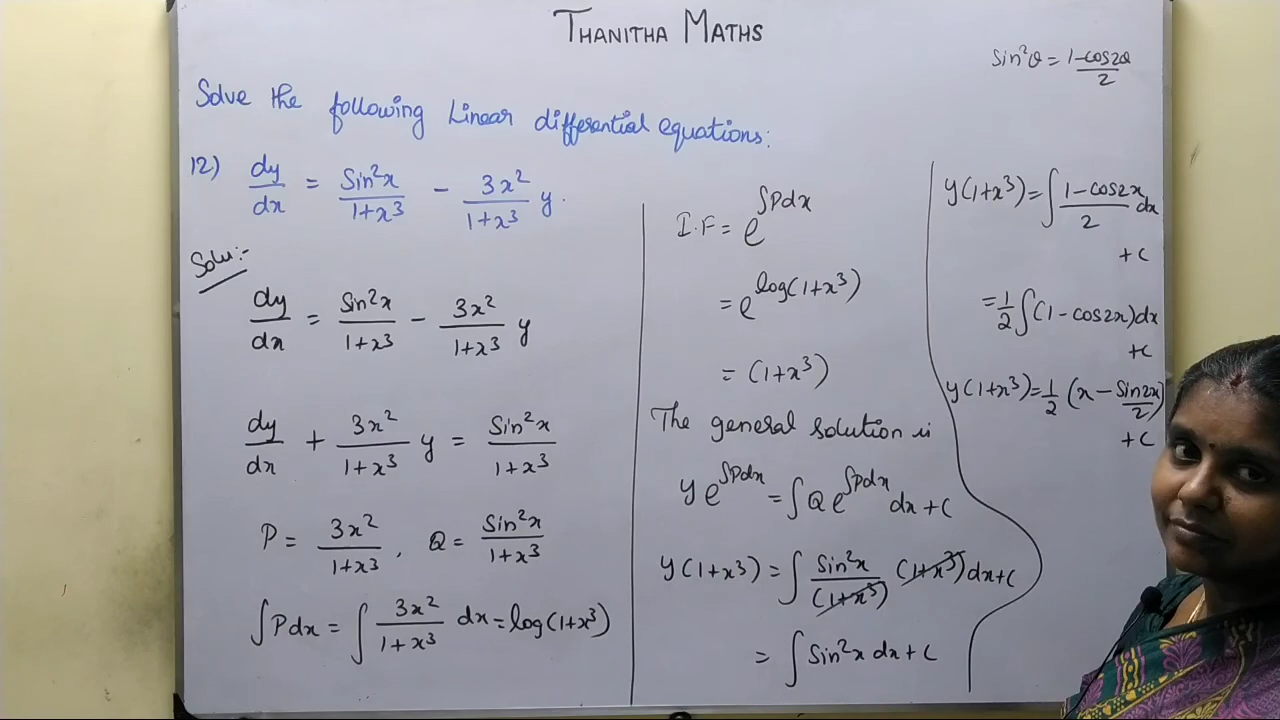 THANITHA MATHS
Sin²θ = (1-cos2θ)/2
Solve the following Linear differential equations:
12) dy/dx = Sin²x/(1+x³) - 3x²/(1+x³) y.
Solu:-
dy/dx = Sin²x/(1+x³) - 3x²/(1+x³) y
dy/dx + 3x²/(1+x³) y = Sin²x/(1+x³)
P = 3x²/(1+x³), Q = Sin²x/(1+x³)
∫Pdx = ∫ 3x²/(1+x³) dx = log(1+x³)
I.F = e^∫Pdx
= e^log(1+x³)
= (1+x³)
The general solution is
y e^∫Pdx = ∫Q e^∫Pdx dx + C
y(1+x³) = ∫ Sin²x/(1+x³) (1+x³) dx + C
= ∫ Sin²x dx + C
y(1+x³) = ∫ (1-cos2x)/2 dx
+ C
= 1/2 ∫(1-cos2x)dx
+ C
y(1+x³) = 1/2 (x - Sin2x/2)
+ C